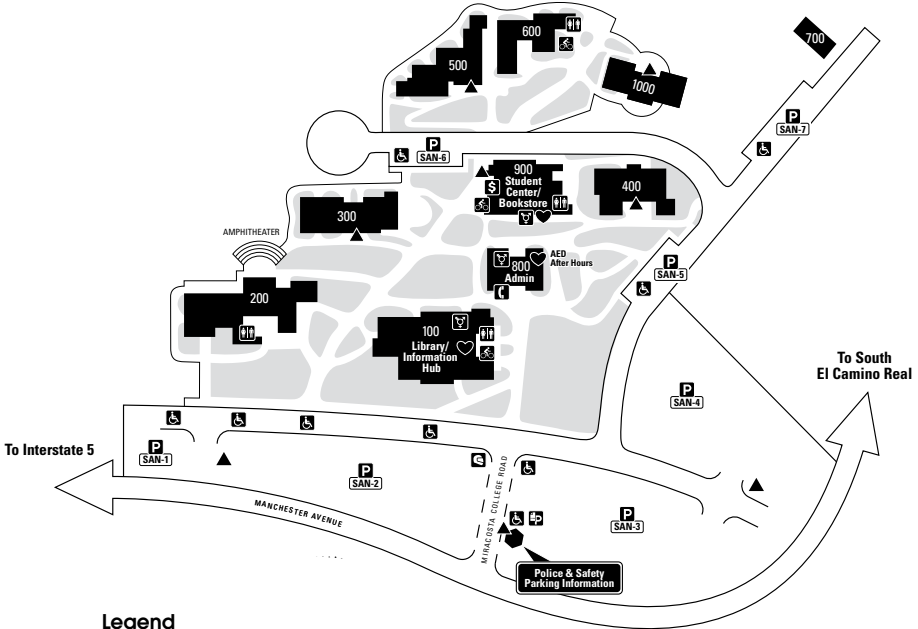 600
700
500
1000
P
SAN-7
P
SAN-6
900
Student
Center/
Bookstore
$
400
300
AMPHITHEATER
AED
After Hours
800
Admin
P
SAN-5
200
100
Library/
Information
Hub
To South
El Camino Real
P
SAN-4
To Interstate 5
P
SAN-1
P
SAN-2
MANCHESTER AVENUE
MIRACOSTA COLLEGE ROAD
P
SAN-3
Police & Safety
Parking Information
Legend